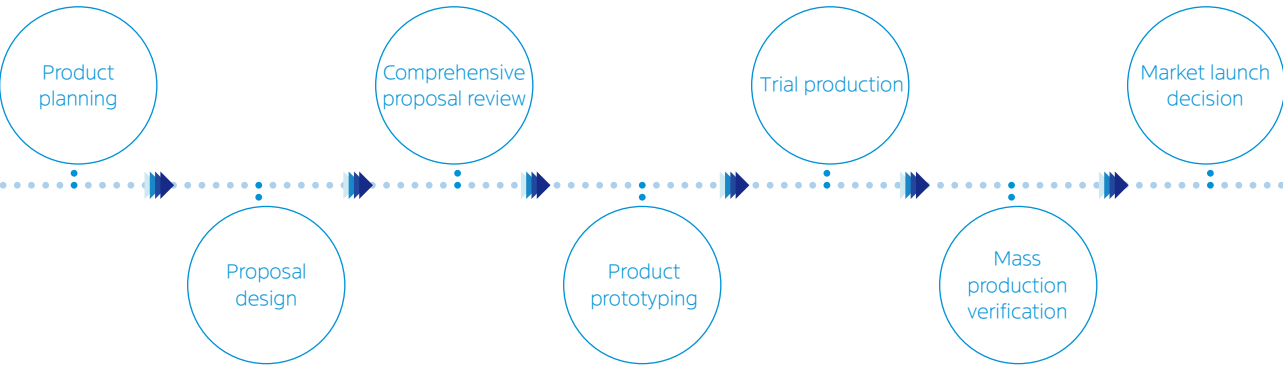 Product
planning
Proposal
design
Comprehensive
proposal review
Product
prototyping
Trial production
Mass
production
verification
Market launch
decision